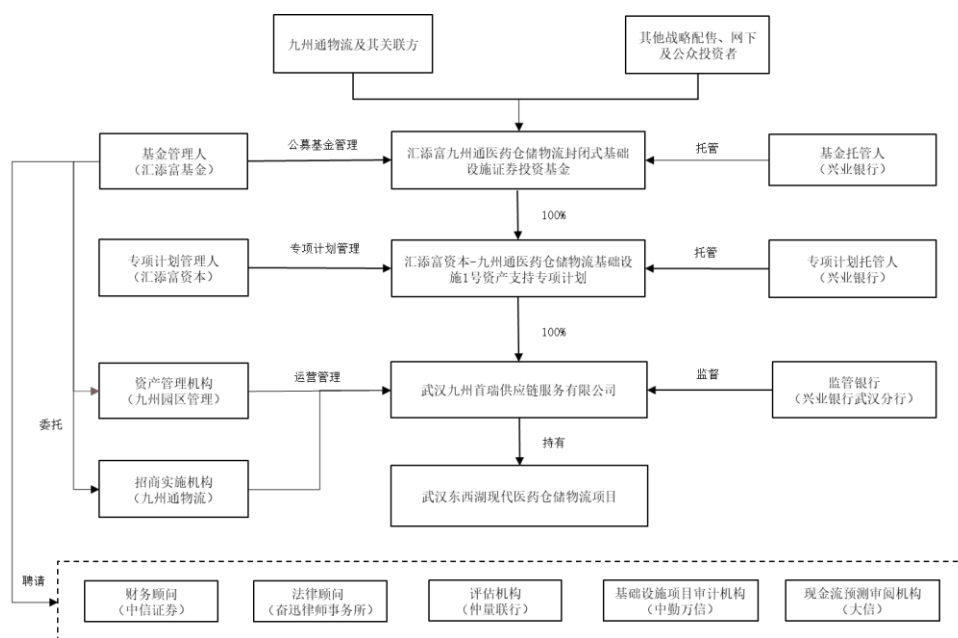 九州通物流及其关联方
其他战略配售、网下
及公众投资者
基金管理人
(汇添富基金)
公募基金管理
汇添富九州通医药仓储物流封闭式基础
设施证券投资基金
托管
基金托管人
(兴业银行)
100%
专项计划管理人
(汇添富资本)
专项计划管理
汇添富资本-九州通医药仓储物流基础设
施1号资产支持专项计划
托管
专项计划托管人
(兴业银行)
100%
资产管理机构
(九州园区管理)
运营管理
武汉九州首瑞供应链服务有限公司
监督
监管银行
(兴业银行武汉分行)
委托
持有
招商实施机构
(九州通物流)
武汉东西湖现代医药仓储物流项目
聘请
财务顾问
(中信证券)
法律顾问
(奋迅律师事务所)
评估机构
(仲量联行)
基础设施项目审计机构
(中勤万信)
现金流预测审阅机构
(大信)